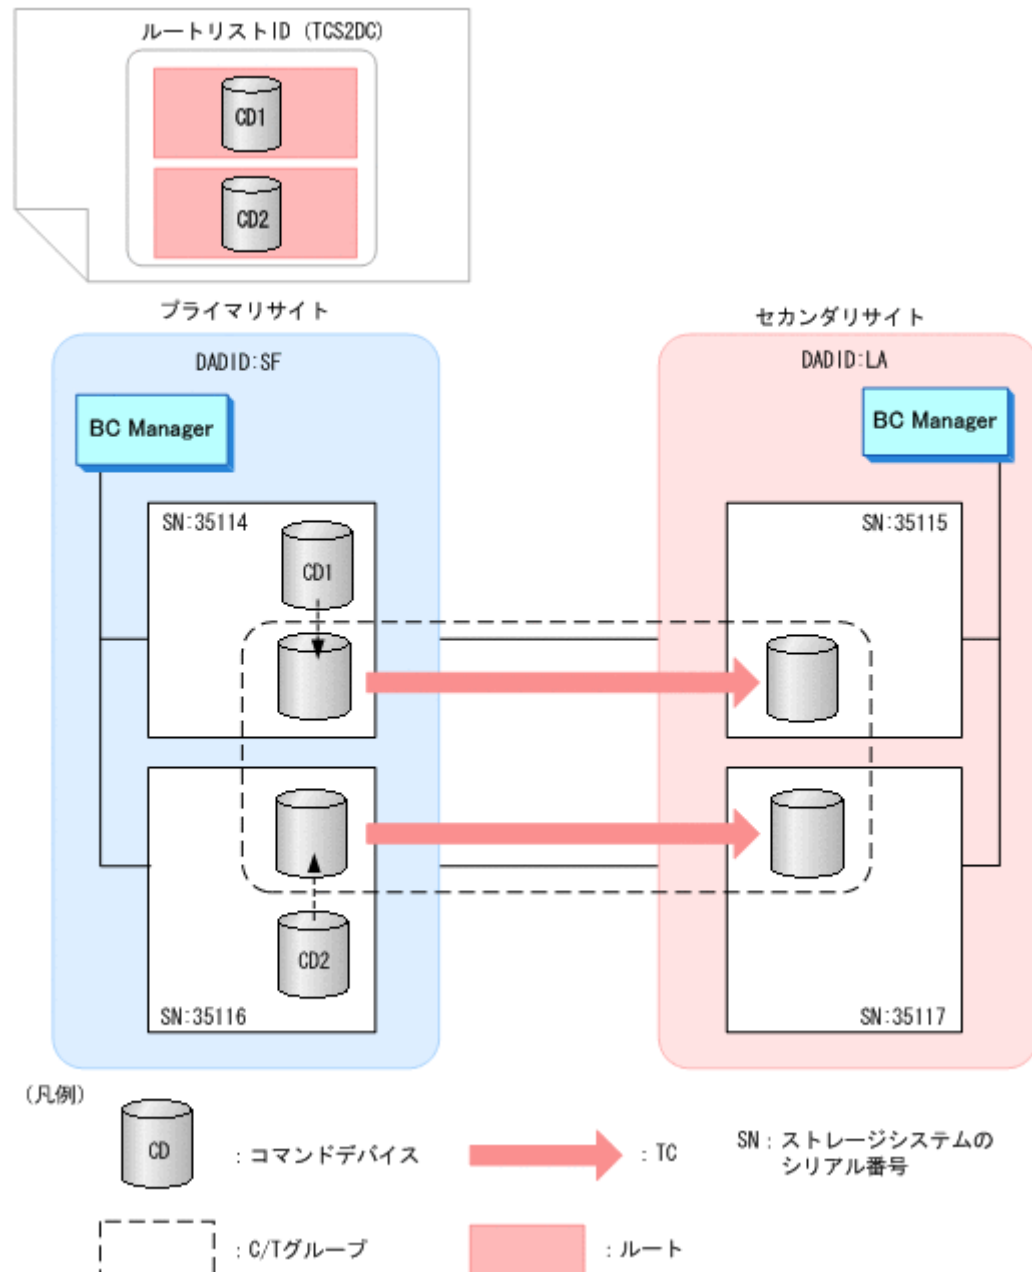 ルートリストID (TCS2DC)
CD1
CD2
プライマリサイト
セカンダリサイト
DADID:SF
DADID:LA
BC Manager
BC Manager
SN:35114
SN:35115
CD1
CD2
SN:35116
SN:35117
(凡例)
CD
:コマンドデバイス
:TC
SN:ストレージシステムの
シリアル番号
:C/Tグループ
:ルート